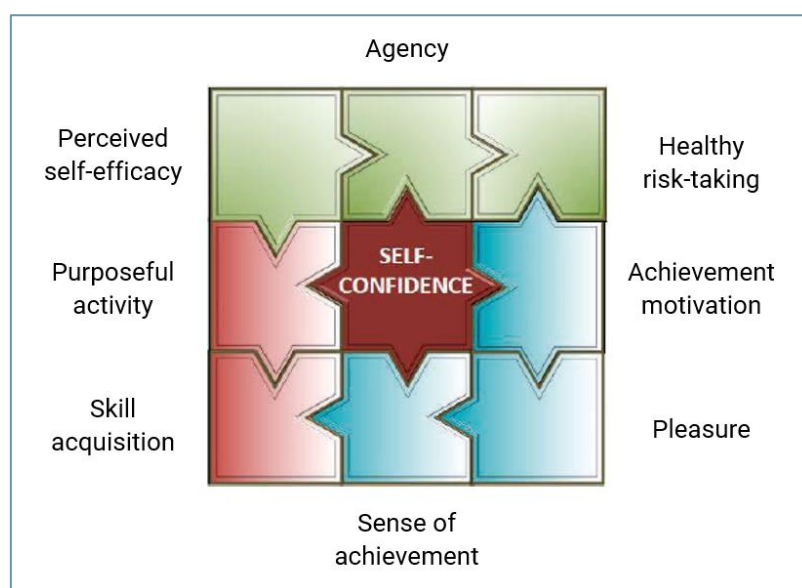 Agency
Perceived
self-efficacy
Healthy
risk-taking
SELF-
CONFIDENCE
Purposeful
activity
Achievement
motivation
Skill
acquisition
Pleasure
Sense of
achievement